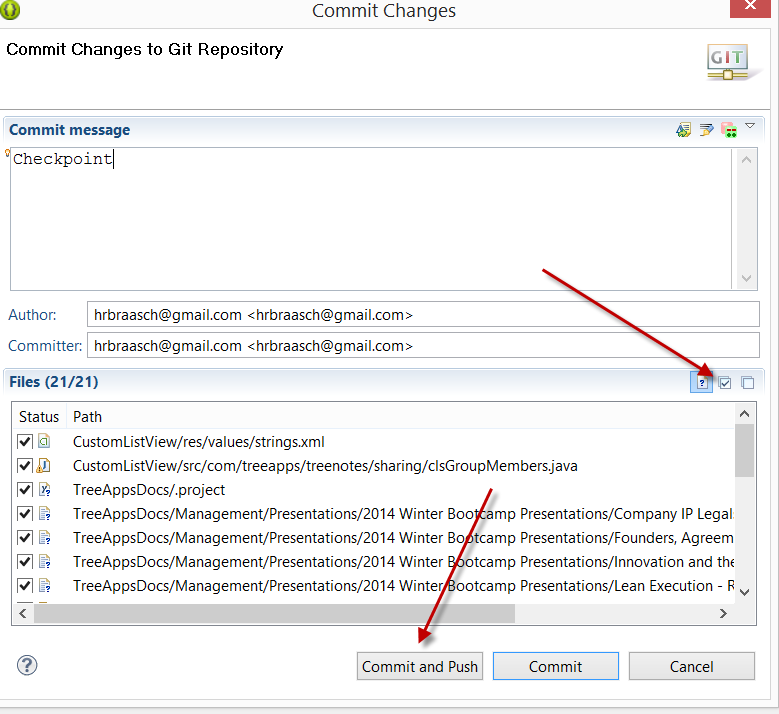 Commit Changes
Commit Changes to Git Repository
GIT
Commit message
Checkpoint
Author: hrbraasch@gmail.com <hrbraasch@gmail.com>
Committer: hrbraasch@gmail.com <hrbraasch@gmail.com>
Files (21/21)
Status Path
CustomListView/res/values/strings.xml
CustomListView/src/com/treeapps/treenotes/sharing/clsGroupMembers.java
TreeAppsDocs/.project
TreeAppsDocs/Management/Presentations/2014 Winter Bootcamp Presentations/Company IP Legal
TreeAppsDocs/Management/Presentations/2014 Winter Bootcamp Presentations/Founders, Agreem
TreeAppsDocs/Management/Presentations/2014 Winter Bootcamp Presentations/Innovation and the
TreeAppsDocs/Management/Presentations/2014 Winter Bootcamp Presentations/Lean Execution - R
Commit and Push Commit Cancel